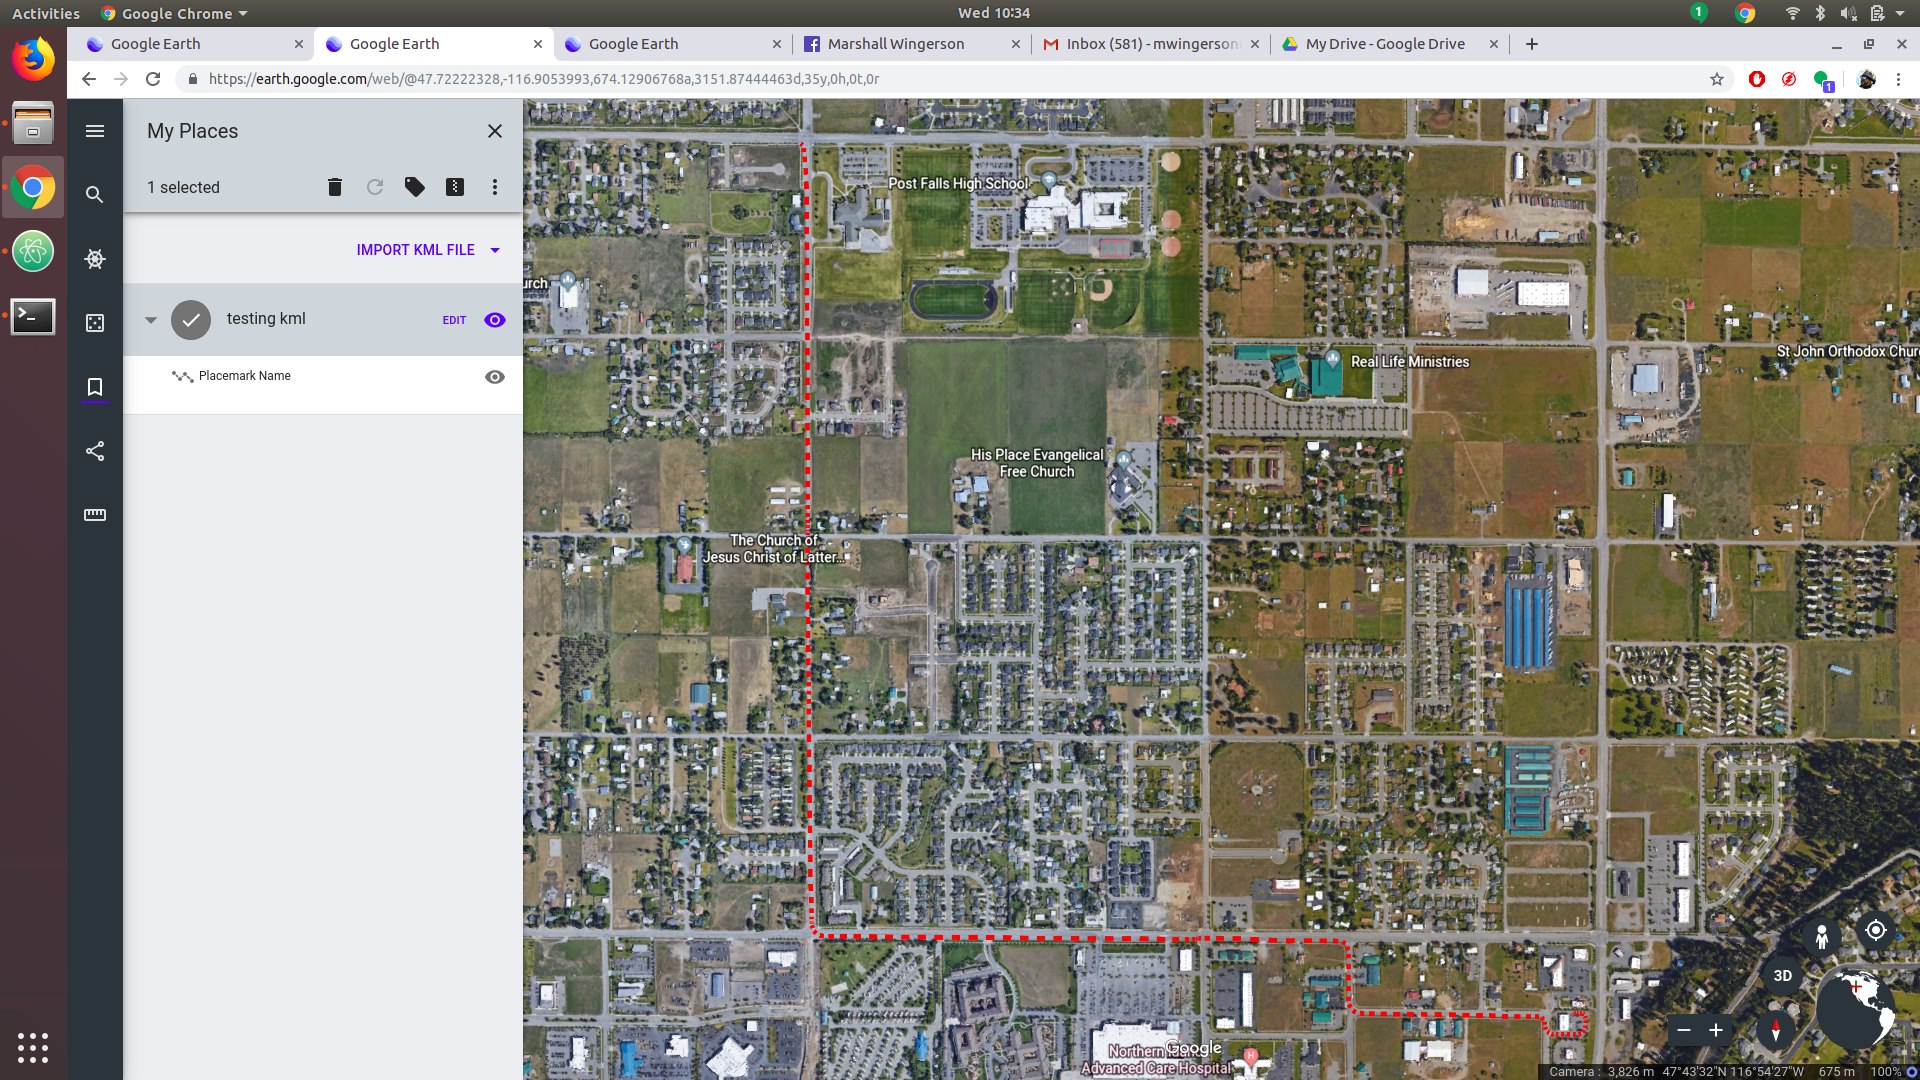 Activities
Google Chrome
Wed 10:34
1
Google Earth
Google Earth
Google Earth
Marshall Wingerson
Inbox (581) - mwingerson
My Drive - Google Drive
https://earth.google.com/web/@47.72222328,-116.9053993,674.12906768a,3151.87444463d,35y,0h,0t,0r
1
My Places
1 selected
IMPORT KML FILE
testing kml
EDIT
Placemark Name
Post Falls High School
urch
Real Life Ministries
St John Orthodox Churc
His Place Evangelical
Free Church
The Church of
Jesus Christ of Latter...
3D
Google
Northern
Advanced Care Hospital
Camera : 3,826 m 47°43'32"N 116°54'27"W 675 m 100%